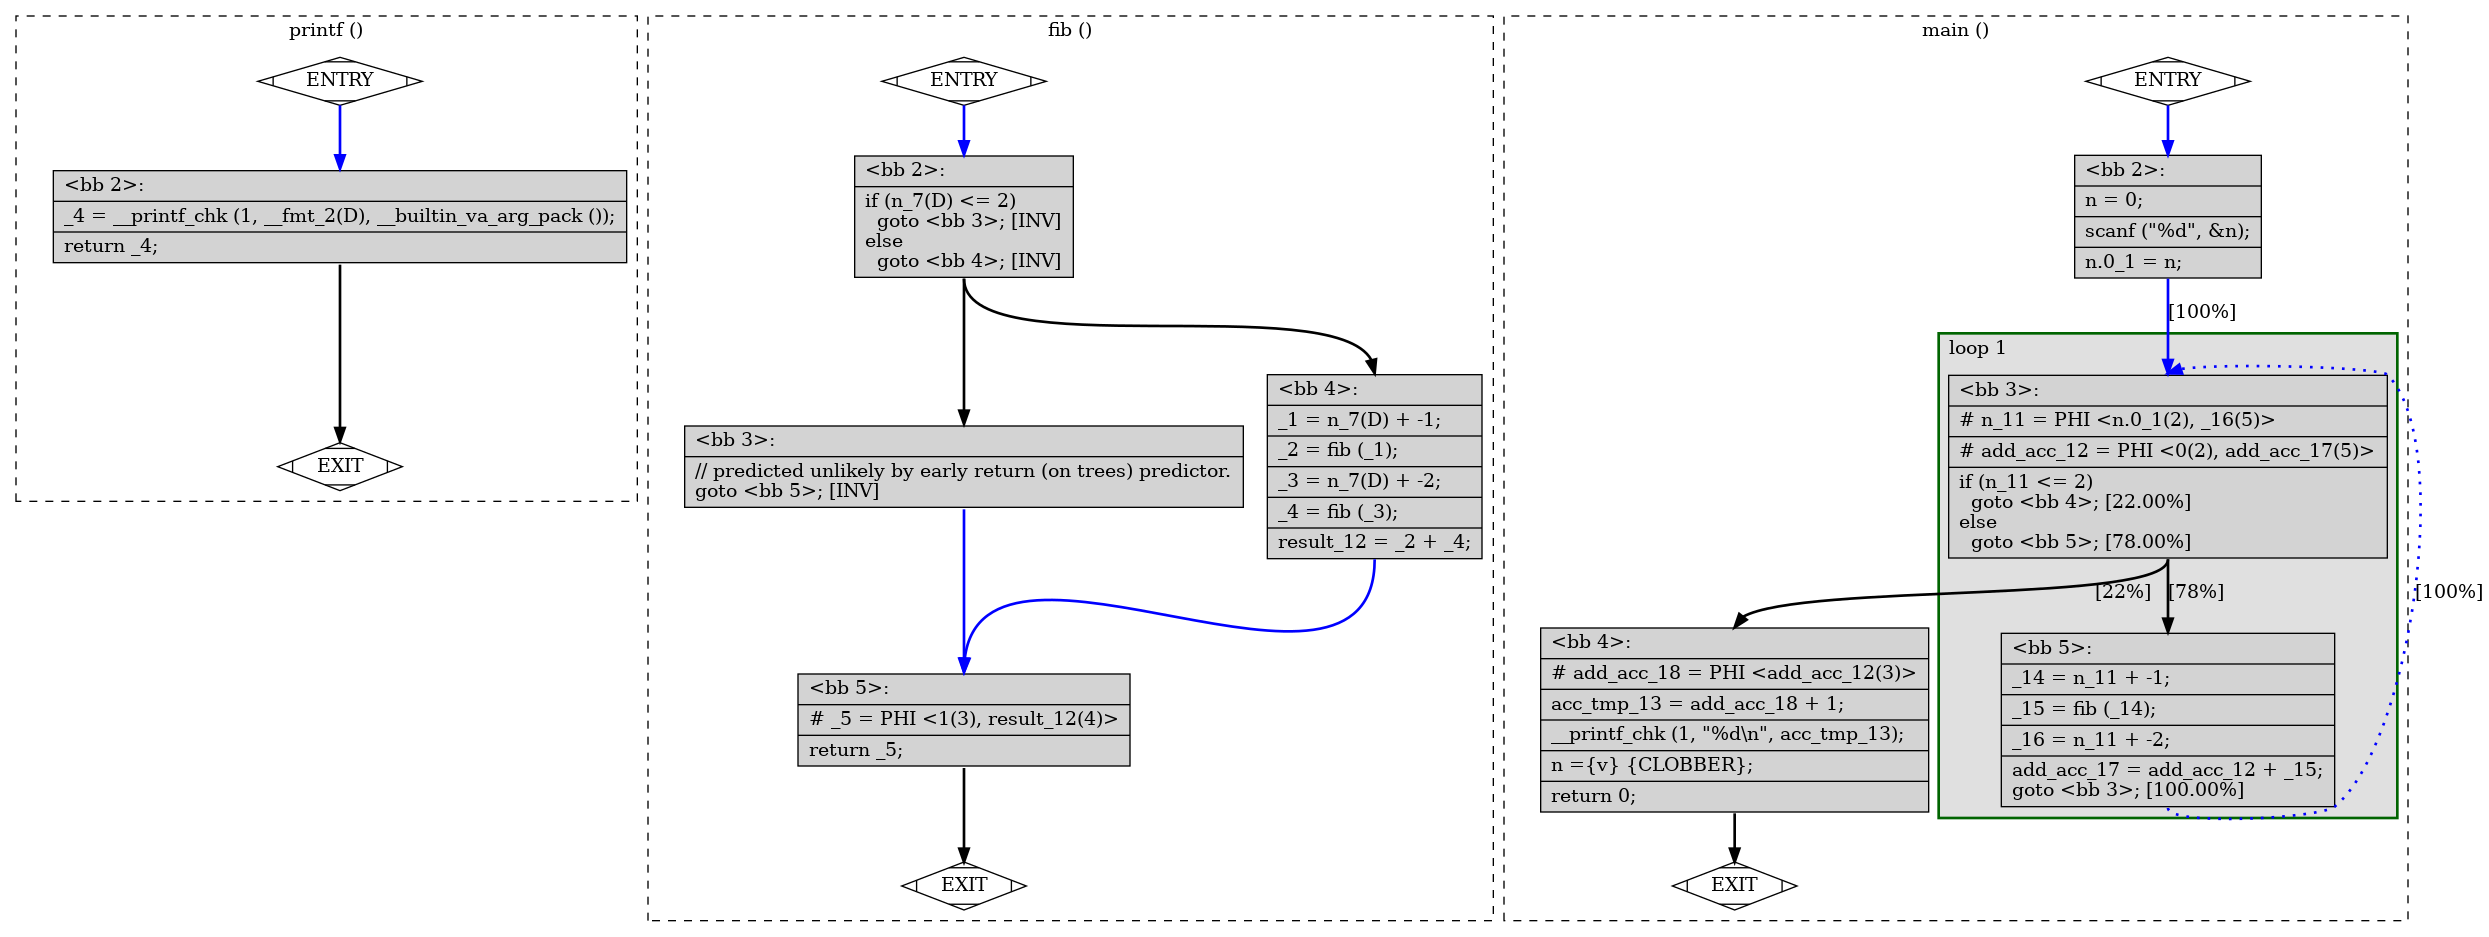 printf ()
ENTRY
<bb 2>:
_4 = __printf_chk (1, __fmt_2(D), __builtin_va_arg_pack ());
return _4;
EXIT
fib ()
ENTRY
<bb 2>:
if (n_7(D) <= 2)
  goto <bb 3>; [INV]
else
  goto <bb 4>; [INV]
<bb 3>:
// predicted unlikely by early return (on trees) predictor.
goto <bb 5>; [INV]
<bb 4>:
_1 = n_7(D) + -1;
_2 = fib (_1);
_3 = n_7(D) + -2;
_4 = fib (_3);
result_12 = _2 + _4;
<bb 5>:
# _5 = PHI <1(3), result_12(4)>
return _5;
EXIT
main ()
ENTRY
<bb 2>:
n = 0;
scanf ("%d", &n);
n.0_1 = n;
[100%]
loop 1
<bb 3>:
# n_11 = PHI <n.0_1(2), _16(5)>
# add_acc_12 = PHI <0(2), add_acc_17(5)>
if (n_11 <= 2)
  goto <bb 4>; [22.00%]
else
  goto <bb 5>; [78.00%]
[22%]
[78%]
[100%]
<bb 4>:
# add_acc_18 = PHI <add_acc_12(3)>
acc_tmp_13 = add_acc_18 + 1;
__printf_chk (1, "%d\n", acc_tmp_13);
n ={v} {CLOBBER};
return 0;
<bb 5>:
_14 = n_11 + -1;
_15 = fib (_14);
_16 = n_11 + -2;
add_acc_17 = add_acc_12 + _15;
goto <bb 3>; [100.00%]
EXIT